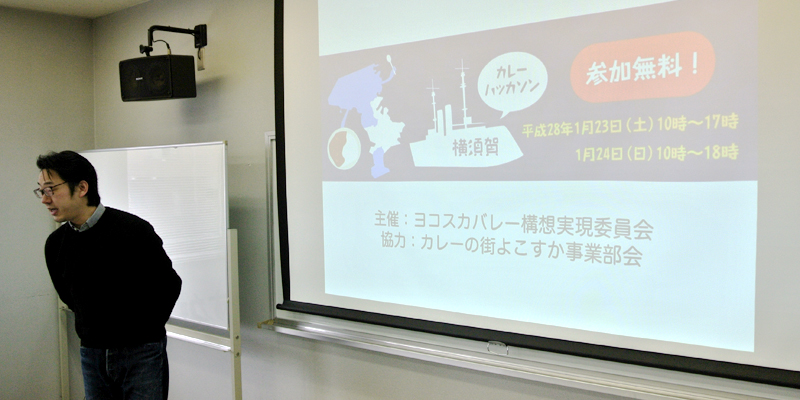 カレー
ハッカソン
参加無料！
横須賀
平成28年1月23日（土）10時～17時
1月24日（日）10時～18時
主催：ヨコスカバレー構想実現委員会
協力：カレーの街よこすか事業部会